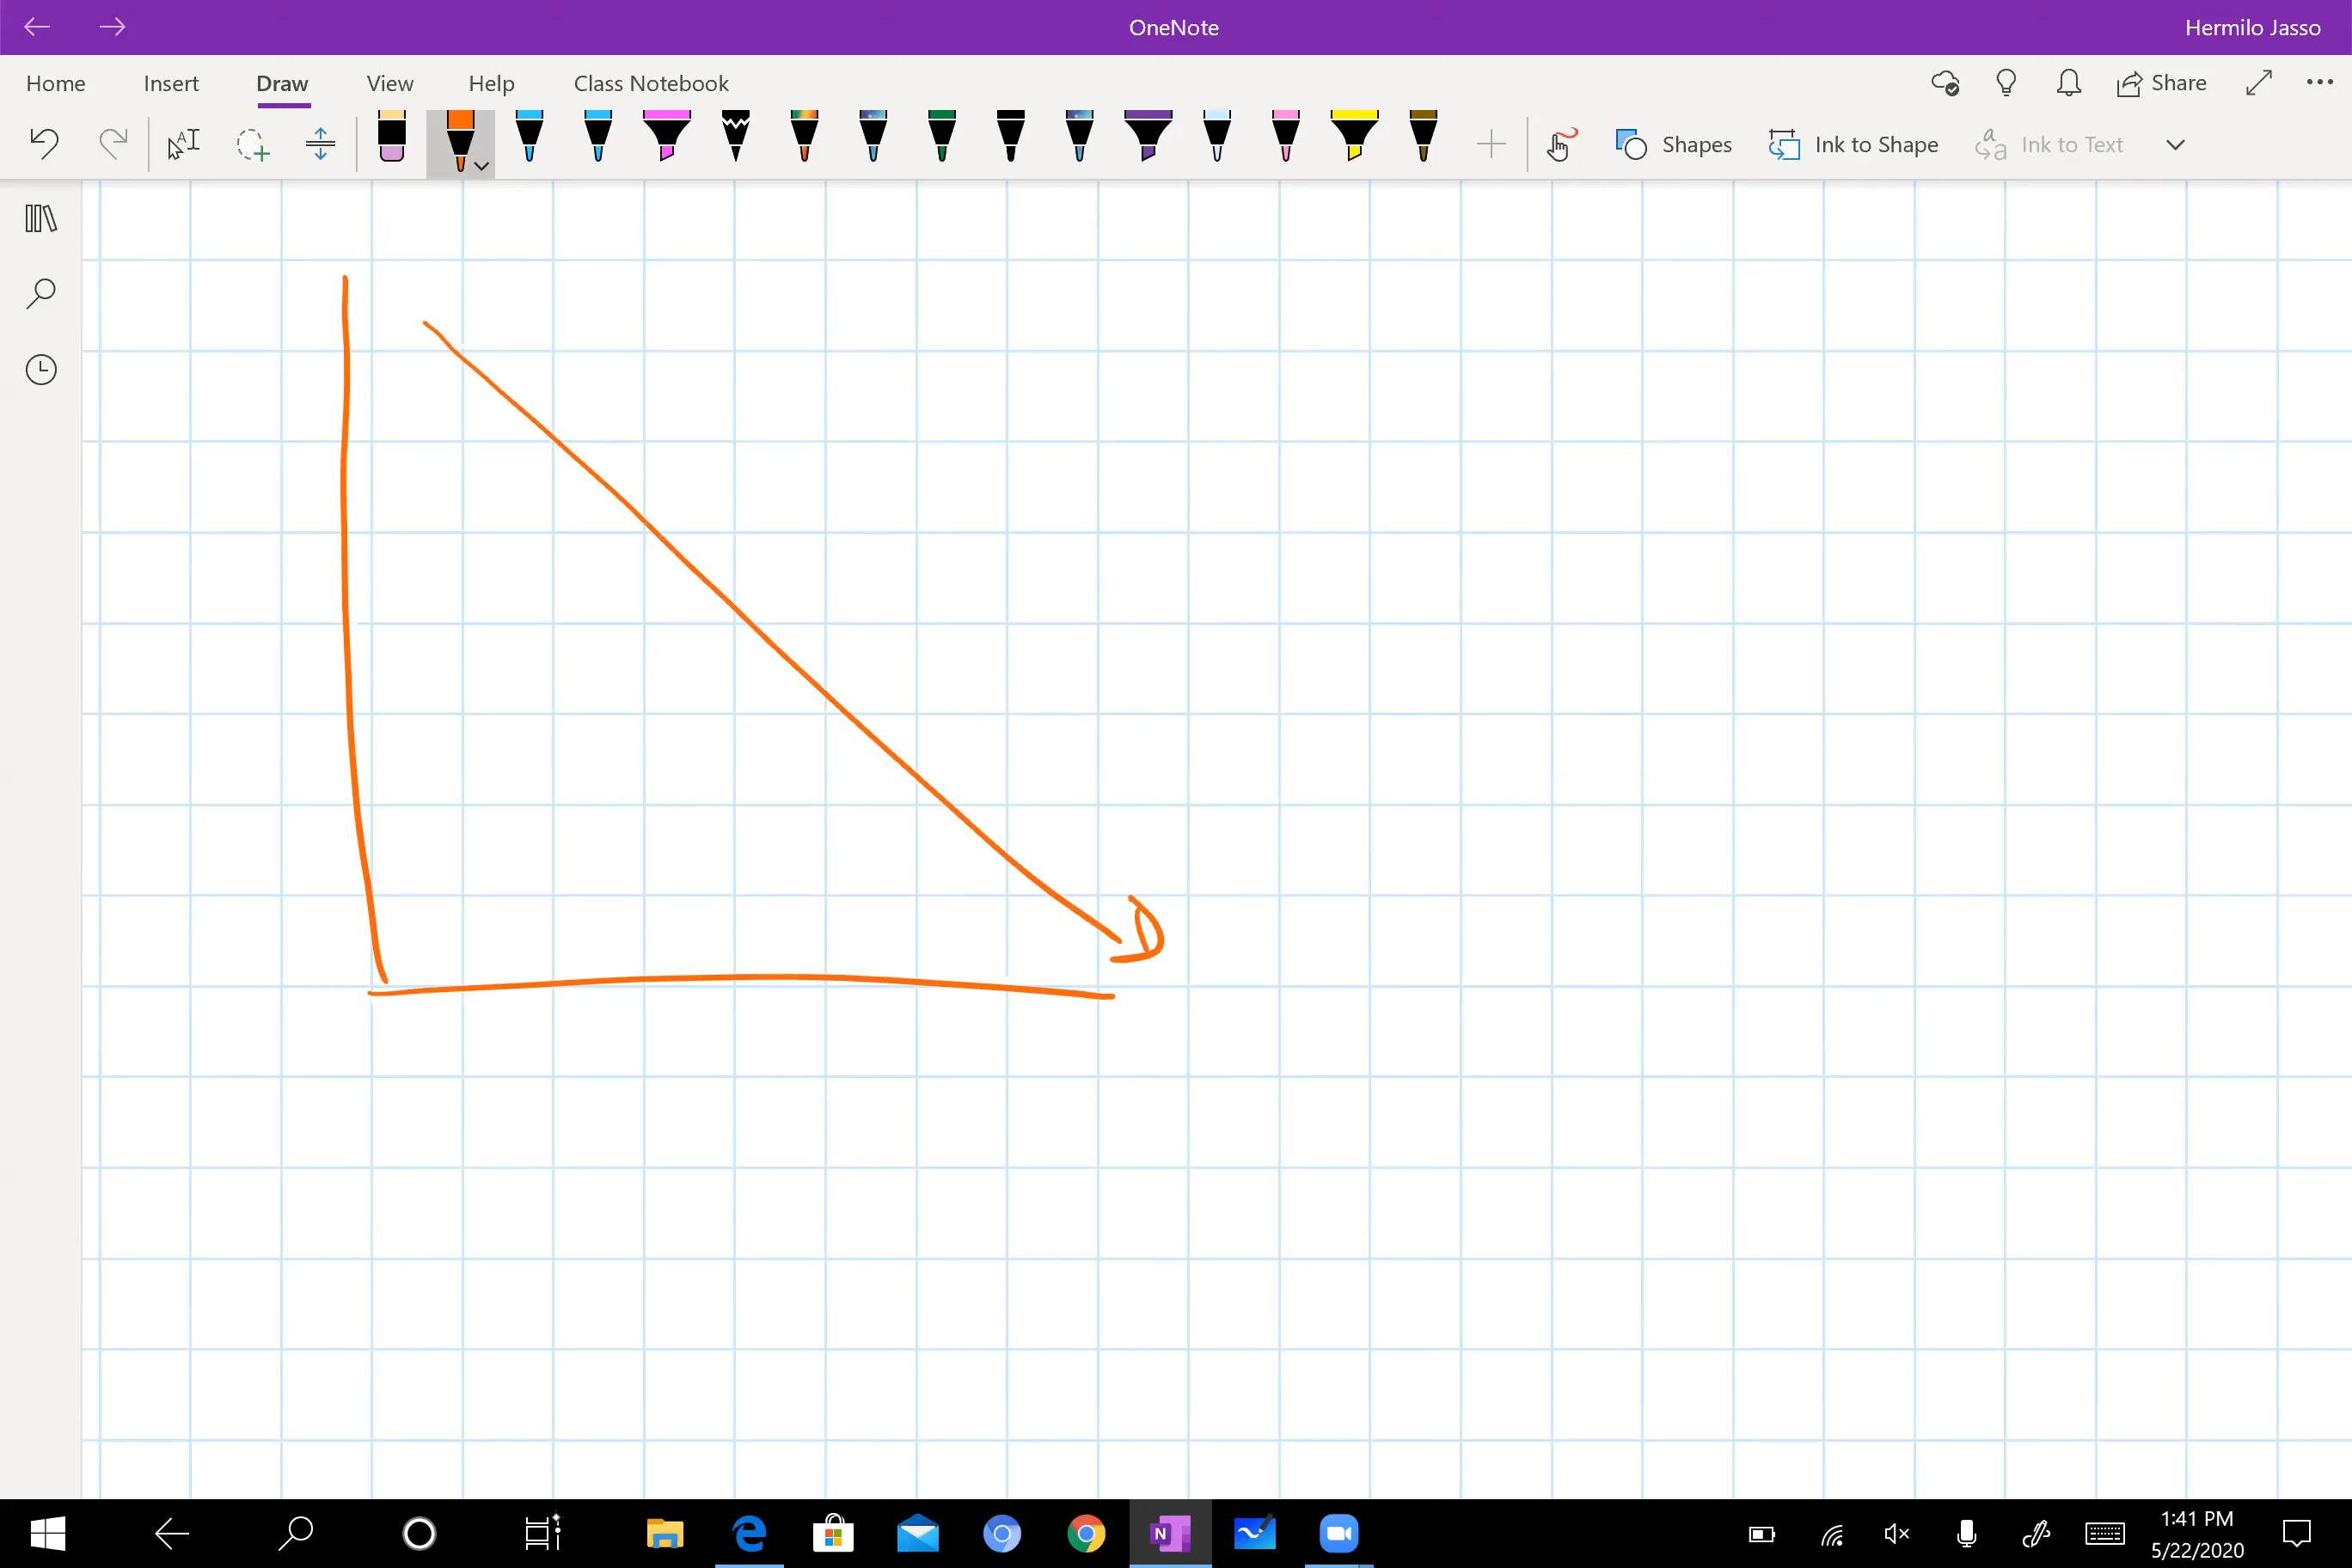 OneNote
Hermilo Jasso
Home Insert Draw View Help Class Notebook
Share
Shapes Ink to Shape Ink to Text
1:41 PM
5/22/2020